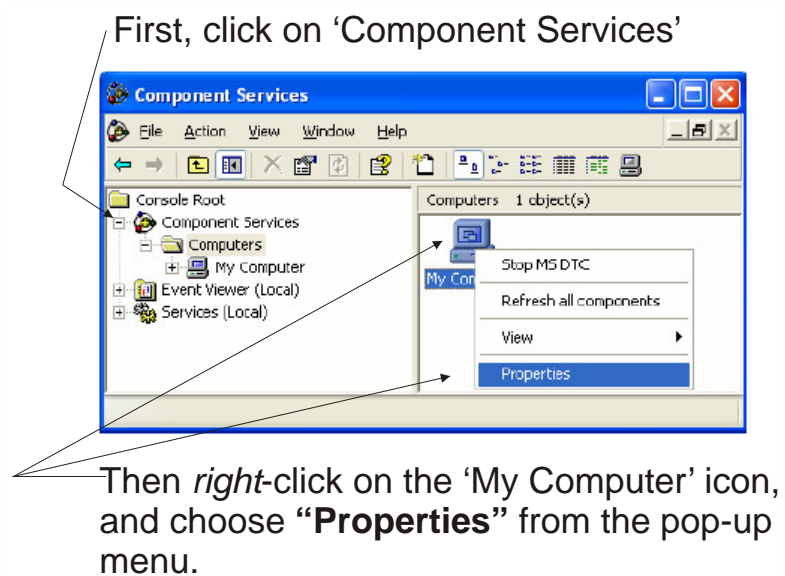 First, click on ‘Component Services’
Component Services
File Action View Window Help
Console Root
Component Services
Computers
My Computer
Event Viewer (Local)
Services (Local)
Computers 1 object(s)
My Com
Stop MS DTC
Refresh all components
View
Properties
Then right-click on the ‘My Computer’ icon,
and choose “Properties” from the pop-up
menu.